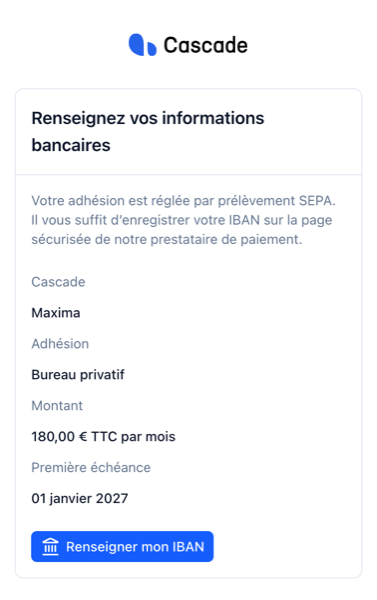 Cascade
Renseignez vos informations
bancaires
Votre adhésion est réglée par prélèvement SEPA.
Il vous suffit d'enregistrer votre IBAN sur la page
sécurisée de notre prestataire de paiement.
Cascade
Maxima
Adhésion
Bureau privatif
Montant
180,00 € TTC par mois
Première échéance
01 janvier 2027
Renseigner mon IBAN